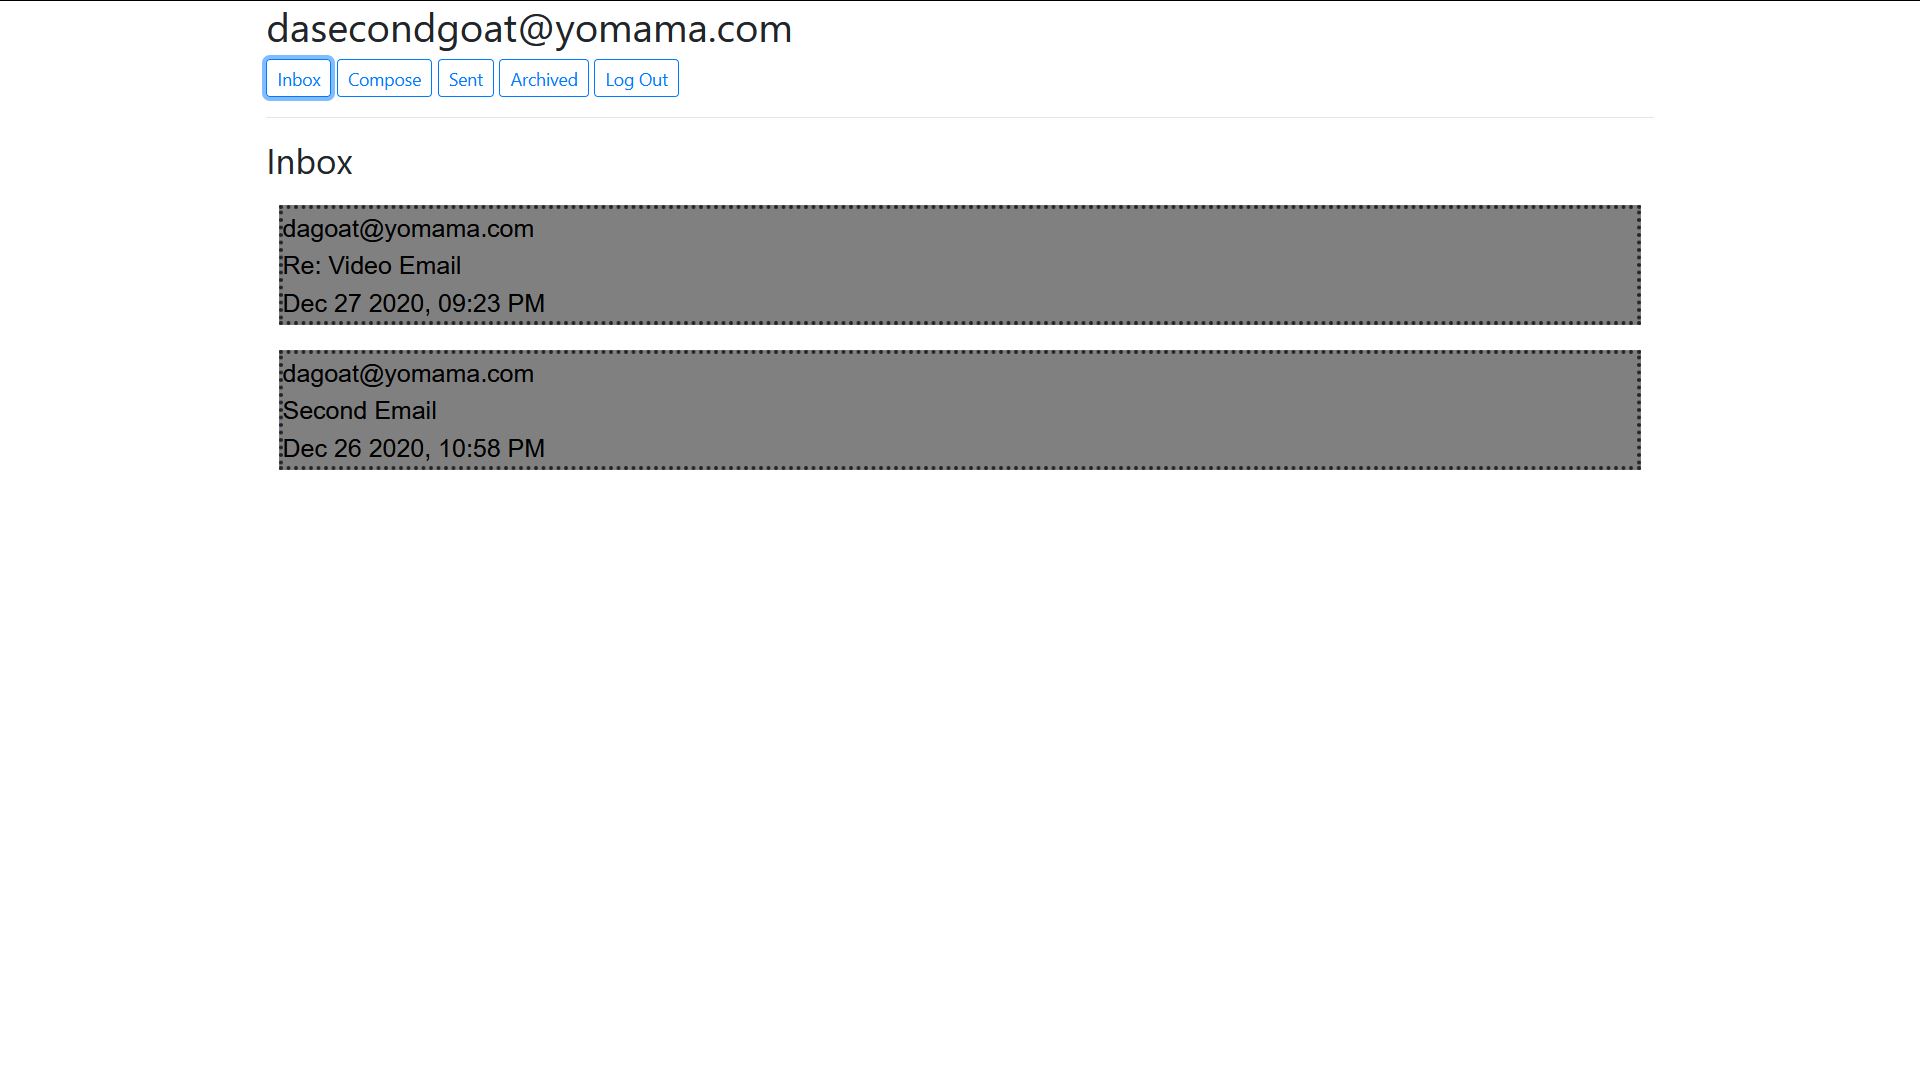 dasecondgoat@yomama.com
Inbox Compose Sent Archived Log Out
Inbox
dagoat@yomama.com
Re: Video Email
Dec 27 2020, 09:23 PM
dagoat@yomama.com
Second Email
Dec 26 2020, 10:58 PM